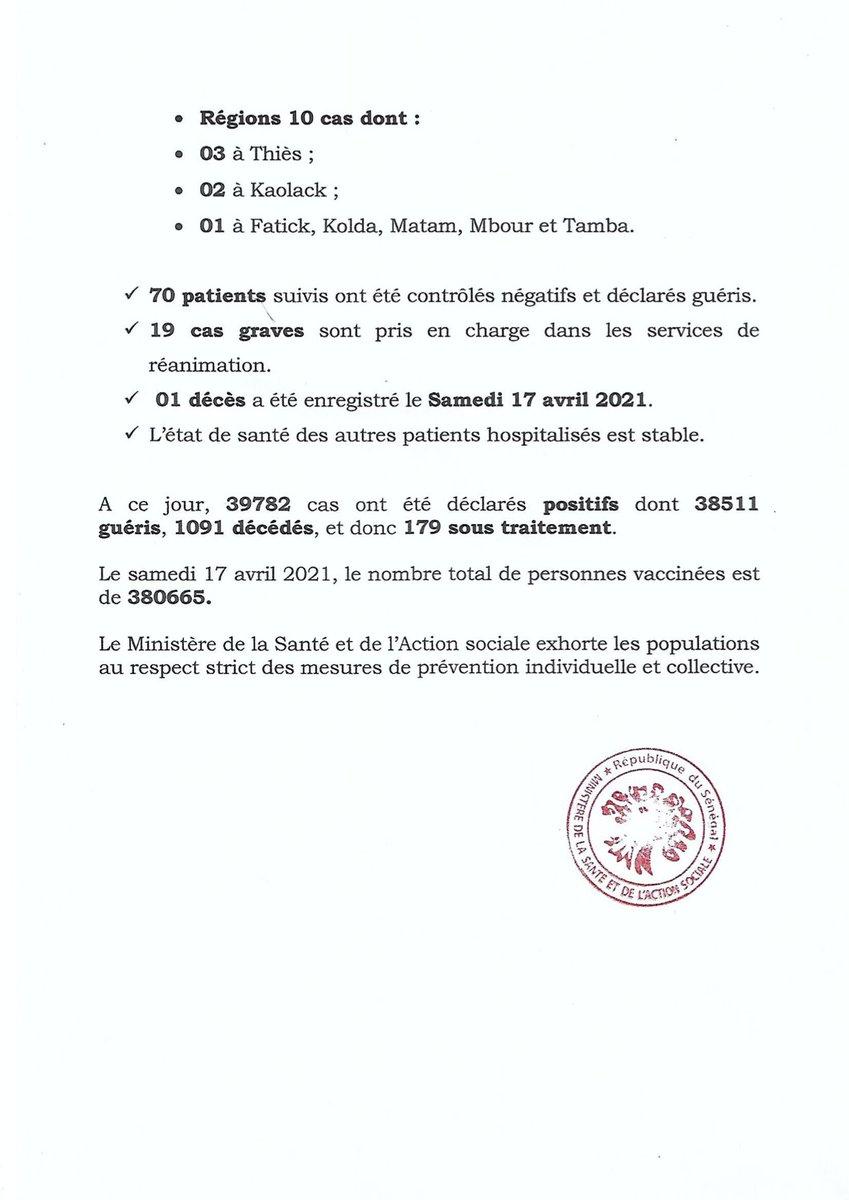 • Régions 10 cas dont :
• 03 à Thiès ;
• 02 à Kaolack ;
• 01 à Fatick, Kolda, Matam, Mbour et Tamba.
✓ 70 patients suivis ont été contrôlés négatifs et déclarés guéris.
✓ 19 cas graves sont pris en charge dans les services de
réanimation.
✓ 01 décès a été enregistré le Samedi 17 avril 2021.
✓ L'état de santé des autres patients hospitalisés est stable.
A ce jour, 39782 cas ont été déclarés positifs dont 38511
guéris, 1091 décédés, et donc 179 sous traitement.
Le samedi 17 avril 2021, le nombre total de personnes vaccinées est
de 380665.
Le Ministère de la Santé et de l'Action sociale exhorte les populations
au respect strict des mesures de prévention individuelle et collective.
★ République du Sénégal ★
MINISTERE DE LA SANTE ET DE L'ACTION SOCIALE